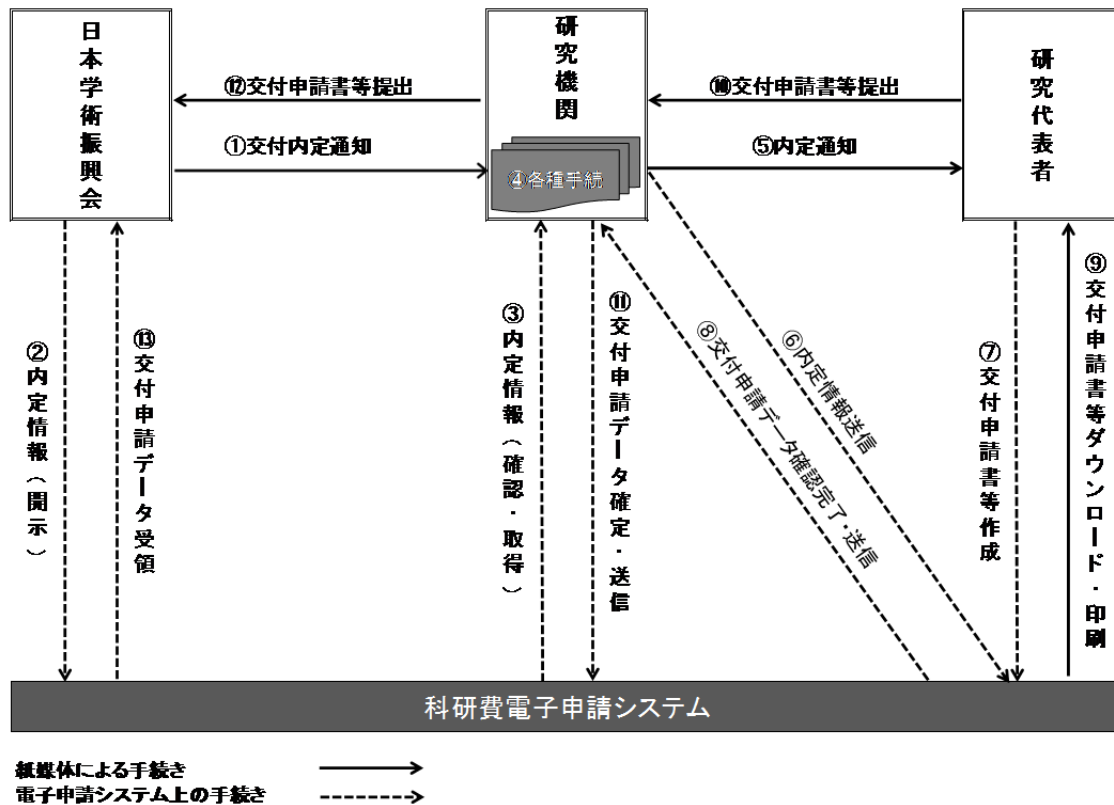 日本学術振興会
研究機関
研究代表者
⑫交付申請書等提出
⑩交付申請書等提出
①交付内定通知
⑤内定通知
④各種手続
②内定情報（開示）
⑬交付申請データ受領
③内定情報（確認・取得）
⑪交付申請データ確定・送信
⑧交付申請データ確認完了・送信
⑥内定情報送信
⑦交付申請書等作成
⑨交付申請書等ダウンロード・印刷
科研費電子申請システム
紙媒体による手続き
電子申請システム上の手続き